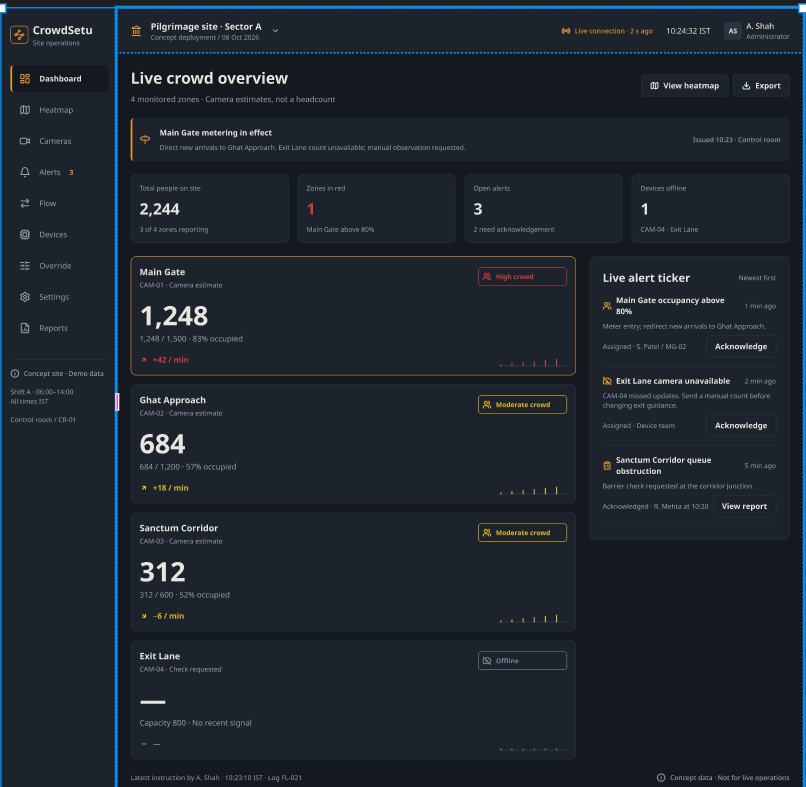 CrowdSetu
Site operations
Dashboard
Heatmap
Cameras
Alerts 3
Flow
Devices
Override
Settings
Reports
Concept site · Demo data
Shift A · 06:00–14:00
All times IST
Control room / CR-01
Pilgrimage site · Sector A
Concept deployment / 08 Oct 2026
Live connection · 2 s ago
10:24:32 IST
AS
A. Shah
Administrator
Live crowd overview
4 monitored zones · Camera estimates, not a headcount
View heatmap
Export
Main Gate metering in effect
Direct new arrivals to Ghat Approach. Exit Lane count unavailable; manual observation requested.
Issued 10:23 · Control room
Total people on site
2,244
3 of 4 zones reporting
Zones in red
1
Main Gate above 80%
Open alerts
3
2 need acknowledgement
Devices offline
1
CAM-04 · Exit Lane
Main Gate
CAM-01 · Camera estimate
High crowd
1,248
1,248 / 1,500 · 83% occupied
+42 / min
Ghat Approach
CAM-02 · Camera estimate
Moderate crowd
684
684 / 1,200 · 57% occupied
+18 / min
Sanctum Corridor
CAM-03 · Camera estimate
Moderate crowd
312
312 / 600 · 52% occupied
−6 / min
Exit Lane
CAM-04 · Check requested
Offline
—
Capacity 800 · No recent signal
—
Live alert ticker
Newest first
Main Gate occupancy above
80%
1 min ago
Meter entry; redirect new arrivals to Ghat Approach.
Assigned · S. Patel / MG-02
Acknowledge
Exit Lane camera unavailable
2 min ago
CAM-04 missed updates. Send a manual count before
changing exit guidance.
Assigned · Device team
Acknowledge
Sanctum Corridor queue
obstruction
5 min ago
Barrier check requested at the corridor junction.
Acknowledged · R. Mehta at 10:20
View report
Latest instruction by A. Shah · 10:23:10 IST · Log FL-021
Concept data · Not for live operations